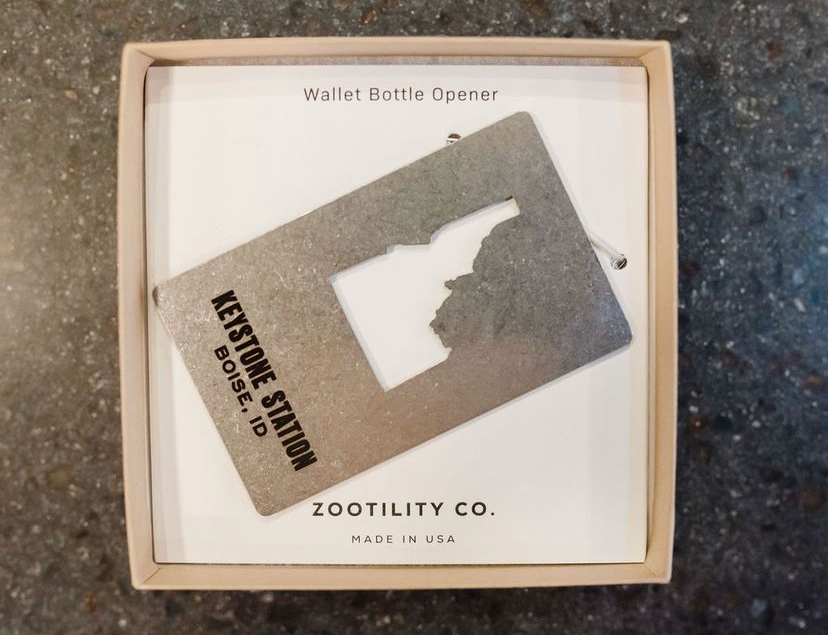 Wallet Bottle Opener
KEYSTONE STATION
BOISE, ID
ZOOTILITY CO.
MADE IN USA